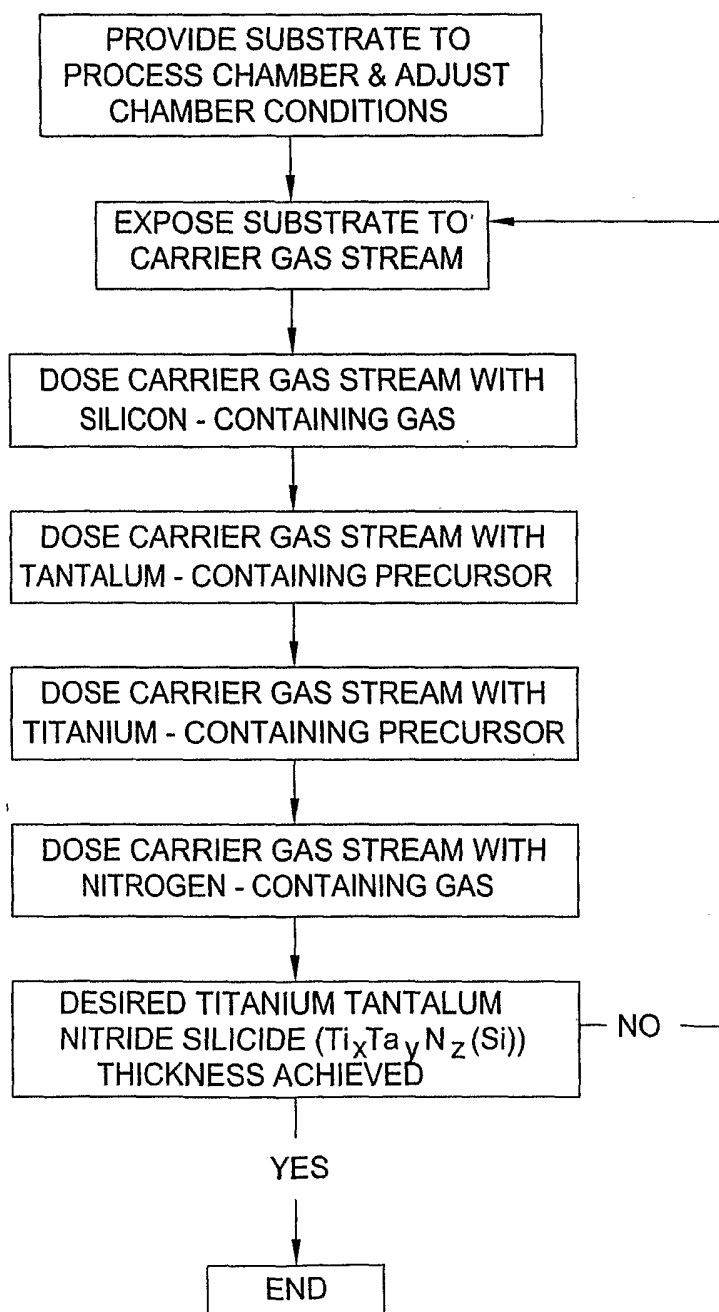 PROVIDE SUBSTRATE TO
PROCESS CHAMBER & ADJUST
CHAMBER CONDITIONS
EXPOSE SUBSTRATE TO
CARRIER GAS STREAM
DOSE CARRIER GAS STREAM WITH
SILICON - CONTAINING GAS
DOSE CARRIER GAS STREAM WITH
TANTALUM - CONTAINING PRECURSOR
DOSE CARRIER GAS STREAM WITH
TITANIUM - CONTAINING PRECURSOR
DOSE CARRIER GAS STREAM WITH
NITROGEN - CONTAINING GAS
DESIRED TITANIUM TANTALUM
NITRIDE SILICIDE (TixTayNz(Si))
THICKNESS ACHIEVED
NO
YES
END